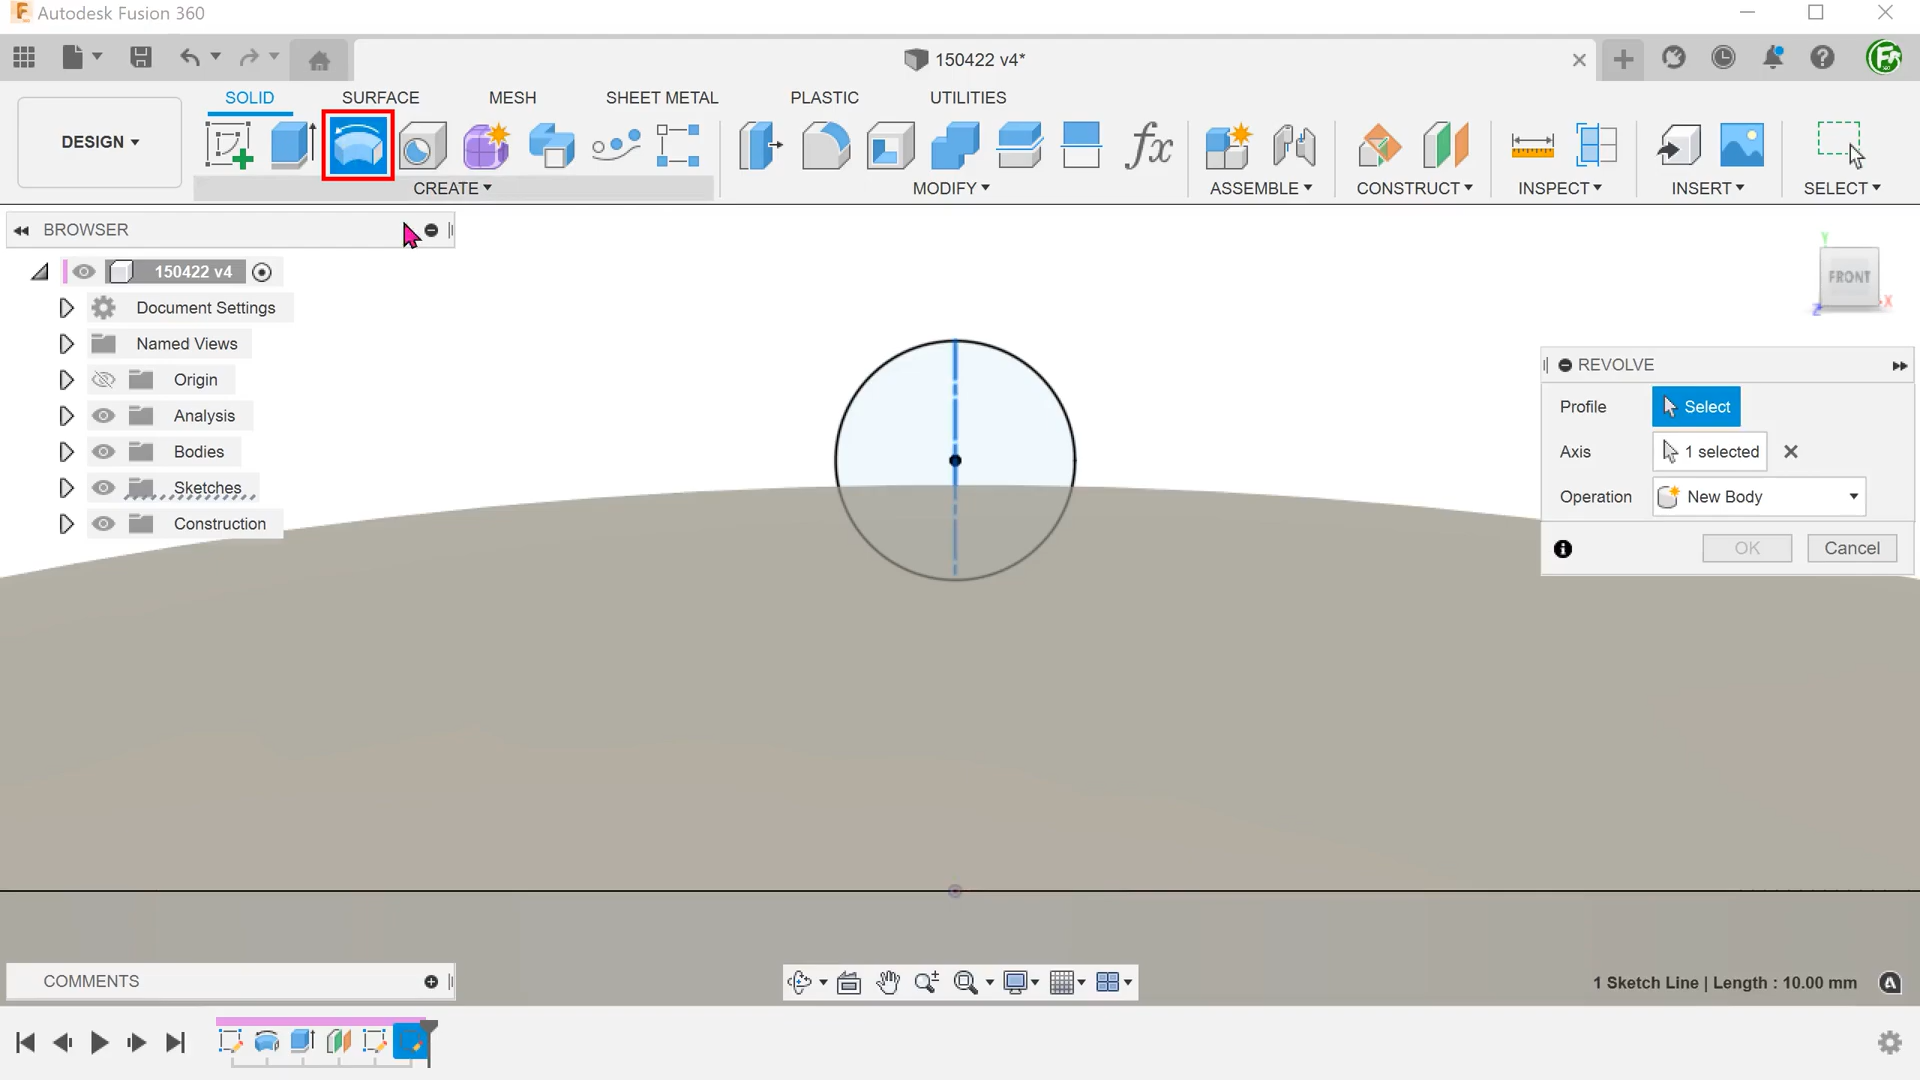 Autodesk Fusion 360
150422 v4*
DESIGN
SOLID
SURFACE
MESH
SHEET METAL
PLASTIC
UTILITIES
fx
CREATE
MODIFY
ASSEMBLE
CONSTRUCT
INSPECT
INSERT
SELECT
BROWSER
150422 v4
Document Settings
Named Views
Origin
Analysis
Bodies
Sketches
Construction
Y
FRONT
X
Z
REVOLVE
Profile
Select
Axis
1 selected
Operation
New Body
OK
Cancel
COMMENTS
1 Sketch Line | Length : 10.00 mm